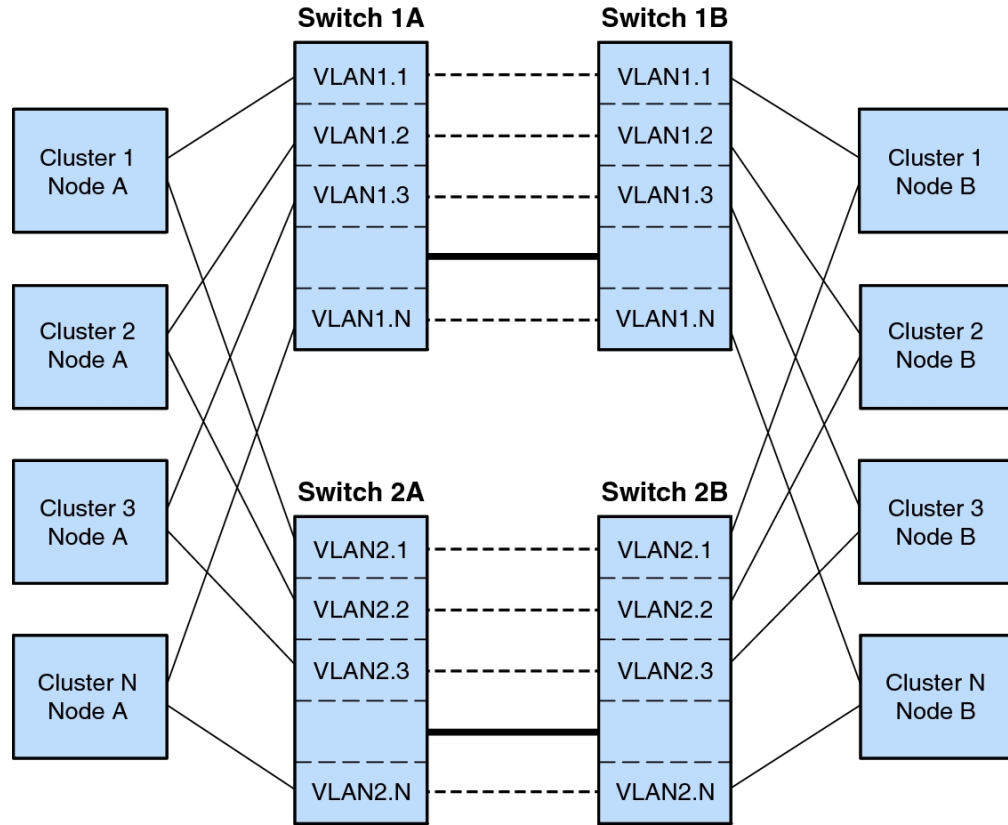 Switch 1A
Switch 1B
VLAN1.1
VLAN1.2
VLAN1.3
VLAN1.N
VLAN1.1
VLAN1.2
VLAN1.3
VLAN1.N
Cluster 1
Node A
Cluster 2
Node A
Cluster 3
Node A
Cluster N
Node A
Cluster 1
Node B
Cluster 2
Node B
Cluster 3
Node B
Cluster N
Node B
Switch 2A
Switch 2B
VLAN2.1
VLAN2.2
VLAN2.3
VLAN2.N
VLAN2.1
VLAN2.2
VLAN2.3
VLAN2.N